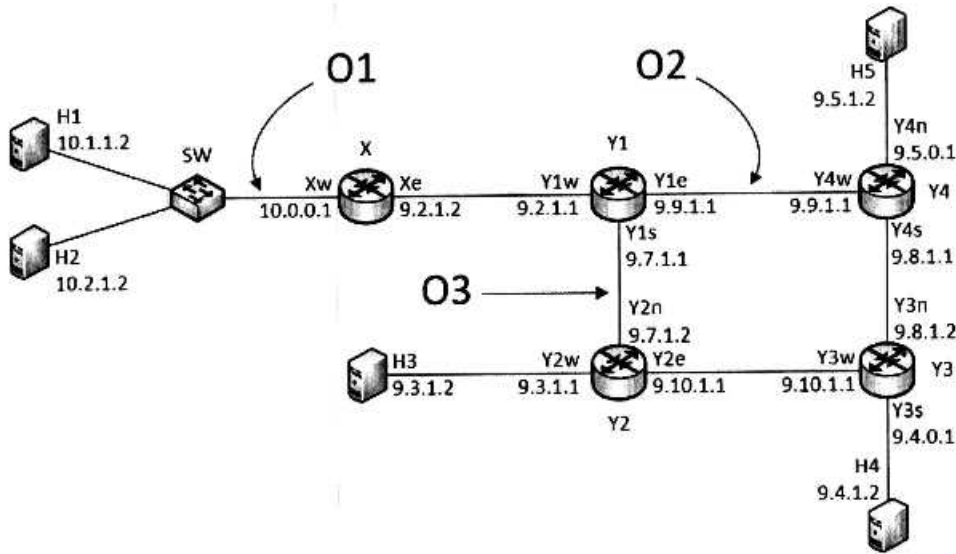 O1
O2
H5
9.5.1.2
H1
10.1.1.2
SW
X
Y1
Y4n
9.5.0.1
Xw
10.0.0.1
Xe
9.2.1.2
Y1w
9.2.1.1
Y1e
9.9.1.1
Y4w
9.9.1.1
Y4
H2
10.2.1.2
Y1s
9.7.1.1
Y4s
9.8.1.1
O3
Y2n
9.7.1.2
Y3n
9.8.1.2
H3
9.3.1.2
Y2w
9.3.1.1
Y2e
9.10.1.1
Y3w
9.10.1.1
Y3
Y2
Y3s
9.4.0.1
H4
9.4.1.2